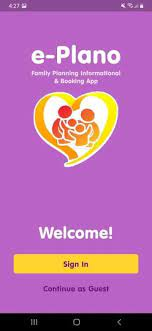 4:27
e-Plano
Family Planning Informational
& Booking App
Welcome!
Sign In
Continue as Guest